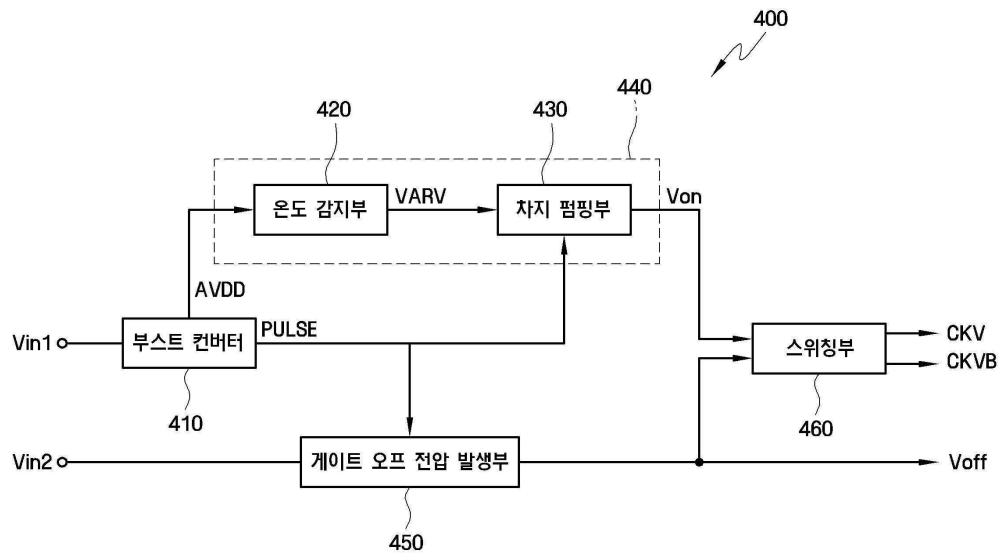 400
440
420
430
온도 감지부
VARV
차지 펌핑부
Von
AVDD
Vin1
부스트 컨버터
PULSE
스위칭부
CKV
CKVB
410
460
Vin2
게이트 오프 전압 발생부
Voff
450